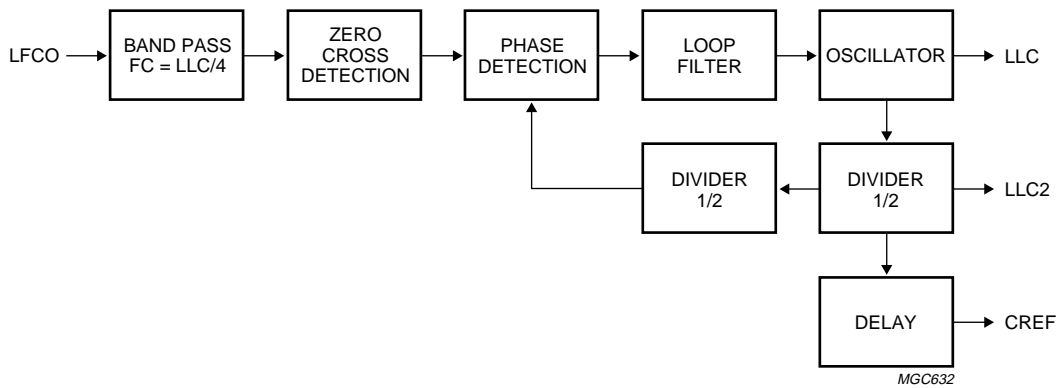 LFCO
BAND PASS
FC = LLC/4
ZERO
CROSS
DETECTION
PHASE
DETECTION
LOOP
FILTER
OSCILLATOR
LLC
DIVIDER
1/2
DIVIDER
1/2
LLC2
DELAY
CREF
MGC632